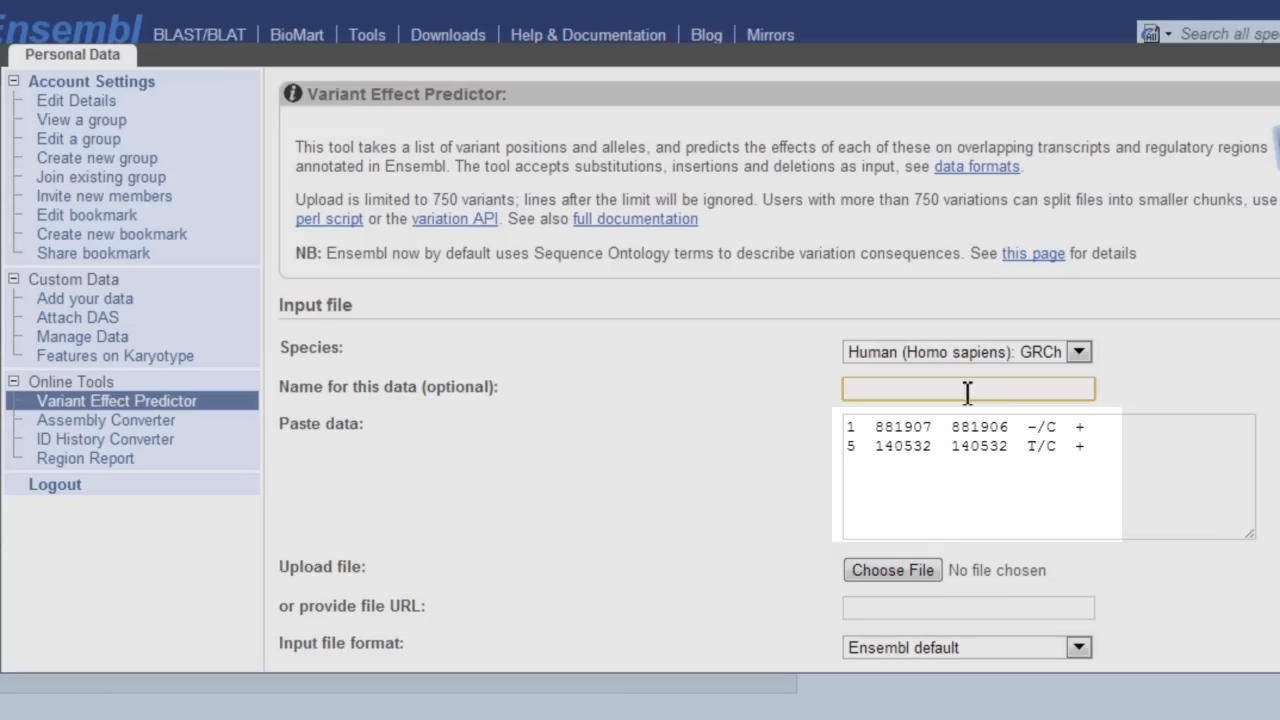 Ensembl BLAST/BLAT | BioMart | Tools | Downloads | Help & Documentation | Blog | Mirrors
Search all spe
Personal Data
Account Settings
Edit Details
View a group
Edit a group
Create new group
Join existing group
Invite new members
Edit bookmark
Create new bookmark
Share bookmark
Custom Data
Add your data
Attach DAS
Manage Data
Features on Karyotype
Online Tools
Variant Effect Predictor
Assembly Converter
ID History Converter
Region Report
Logout
Variant Effect Predictor:
This tool takes a list of variant positions and alleles, and predicts the effects of each of these on overlapping transcripts and regulatory regions
annotated in Ensembl. The tool accepts substitutions, insertions and deletions as input, see data formats.
Upload is limited to 750 variants; lines after the limit will be ignored. Users with more than 750 variations can split files into smaller chunks, use
perl script or the variation API. See also full documentation
NB: Ensembl now by default uses Sequence Ontology terms to describe variation consequences. See this page for details
Input file
Species: Human (Homo sapiens): GRCh
Name for this data (optional):
Paste data: 1 881907 881906 -/C +
5 140532 140532 T/C +
Upload file: Choose File No file chosen
or provide file URL:
Input file format: Ensembl default